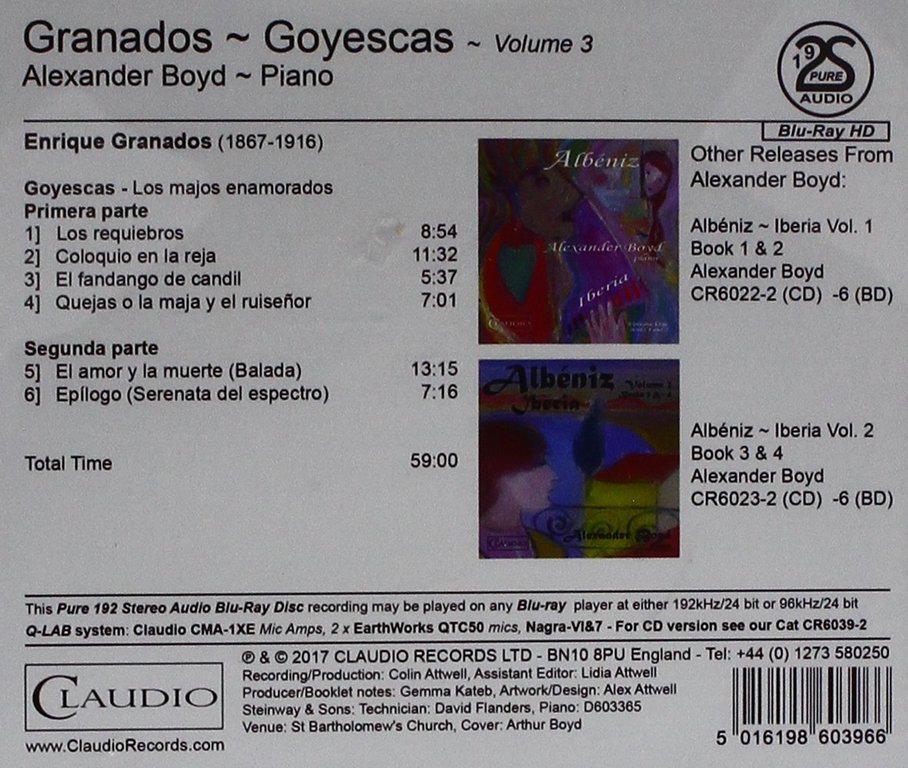 Granados ~ Goyescas ~ Volume 3
Alexander Boyd ~ Piano
192
PURE
AUDIO
Blu-Ray HD
Enrique Granados (1867-1916)
Goyescas - Los majos enamorados
Primera parte
1] Los requiebros 8:54
2] Coloquio en la reja 11:32
3] El fandango de candil 5:37
4] Quejas o la maja y el ruiseñor 7:01
Segunda parte
5] El amor y la muerte (Balada) 13:15
6] Epílogo (Serenata del espectro) 7:16
Total Time 59:00
Albéniz
Alexander Boyd
piano
Iberia
CLAUDIO
Albéniz
Volume 2
Iberia
Alexander Boyd
CLAUDIO
Other Releases From
Alexander Boyd:
Albéniz ~ Iberia Vol. 1
Book 1 & 2
Alexander Boyd
CR6022-2 (CD) -6 (BD)
Albéniz ~ Iberia Vol. 2
Book 3 & 4
Alexander Boyd
CR6023-2 (CD) -6 (BD)
This Pure 192 Stereo Audio Blu-Ray Disc recording may be played on any Blu-ray player at either 192kHz/24 bit or 96kHz/24 bit
Q-LAB system: Claudio CMA-1XE Mic Amps, 2 x EarthWorks QTC50 mics, Nagra-VI&7 - For CD version see our Cat CR6039-2
CLAUDIO
www.ClaudioRecords.com
℗ & © 2017 CLAUDIO RECORDS LTD - BN10 8PU England - Tel: +44 (0) 1273 580250
Recording/Production: Colin Attwell, Assistant Editor: Lidia Attwell
Producer/Booklet notes: Gemma Kateb, Artwork/Design: Alex Attwell
Steinway & Sons: Technician: David Flanders, Piano: D603365
Venue: St Bartholomew's Church, Cover: Arthur Boyd
5 016198 603966